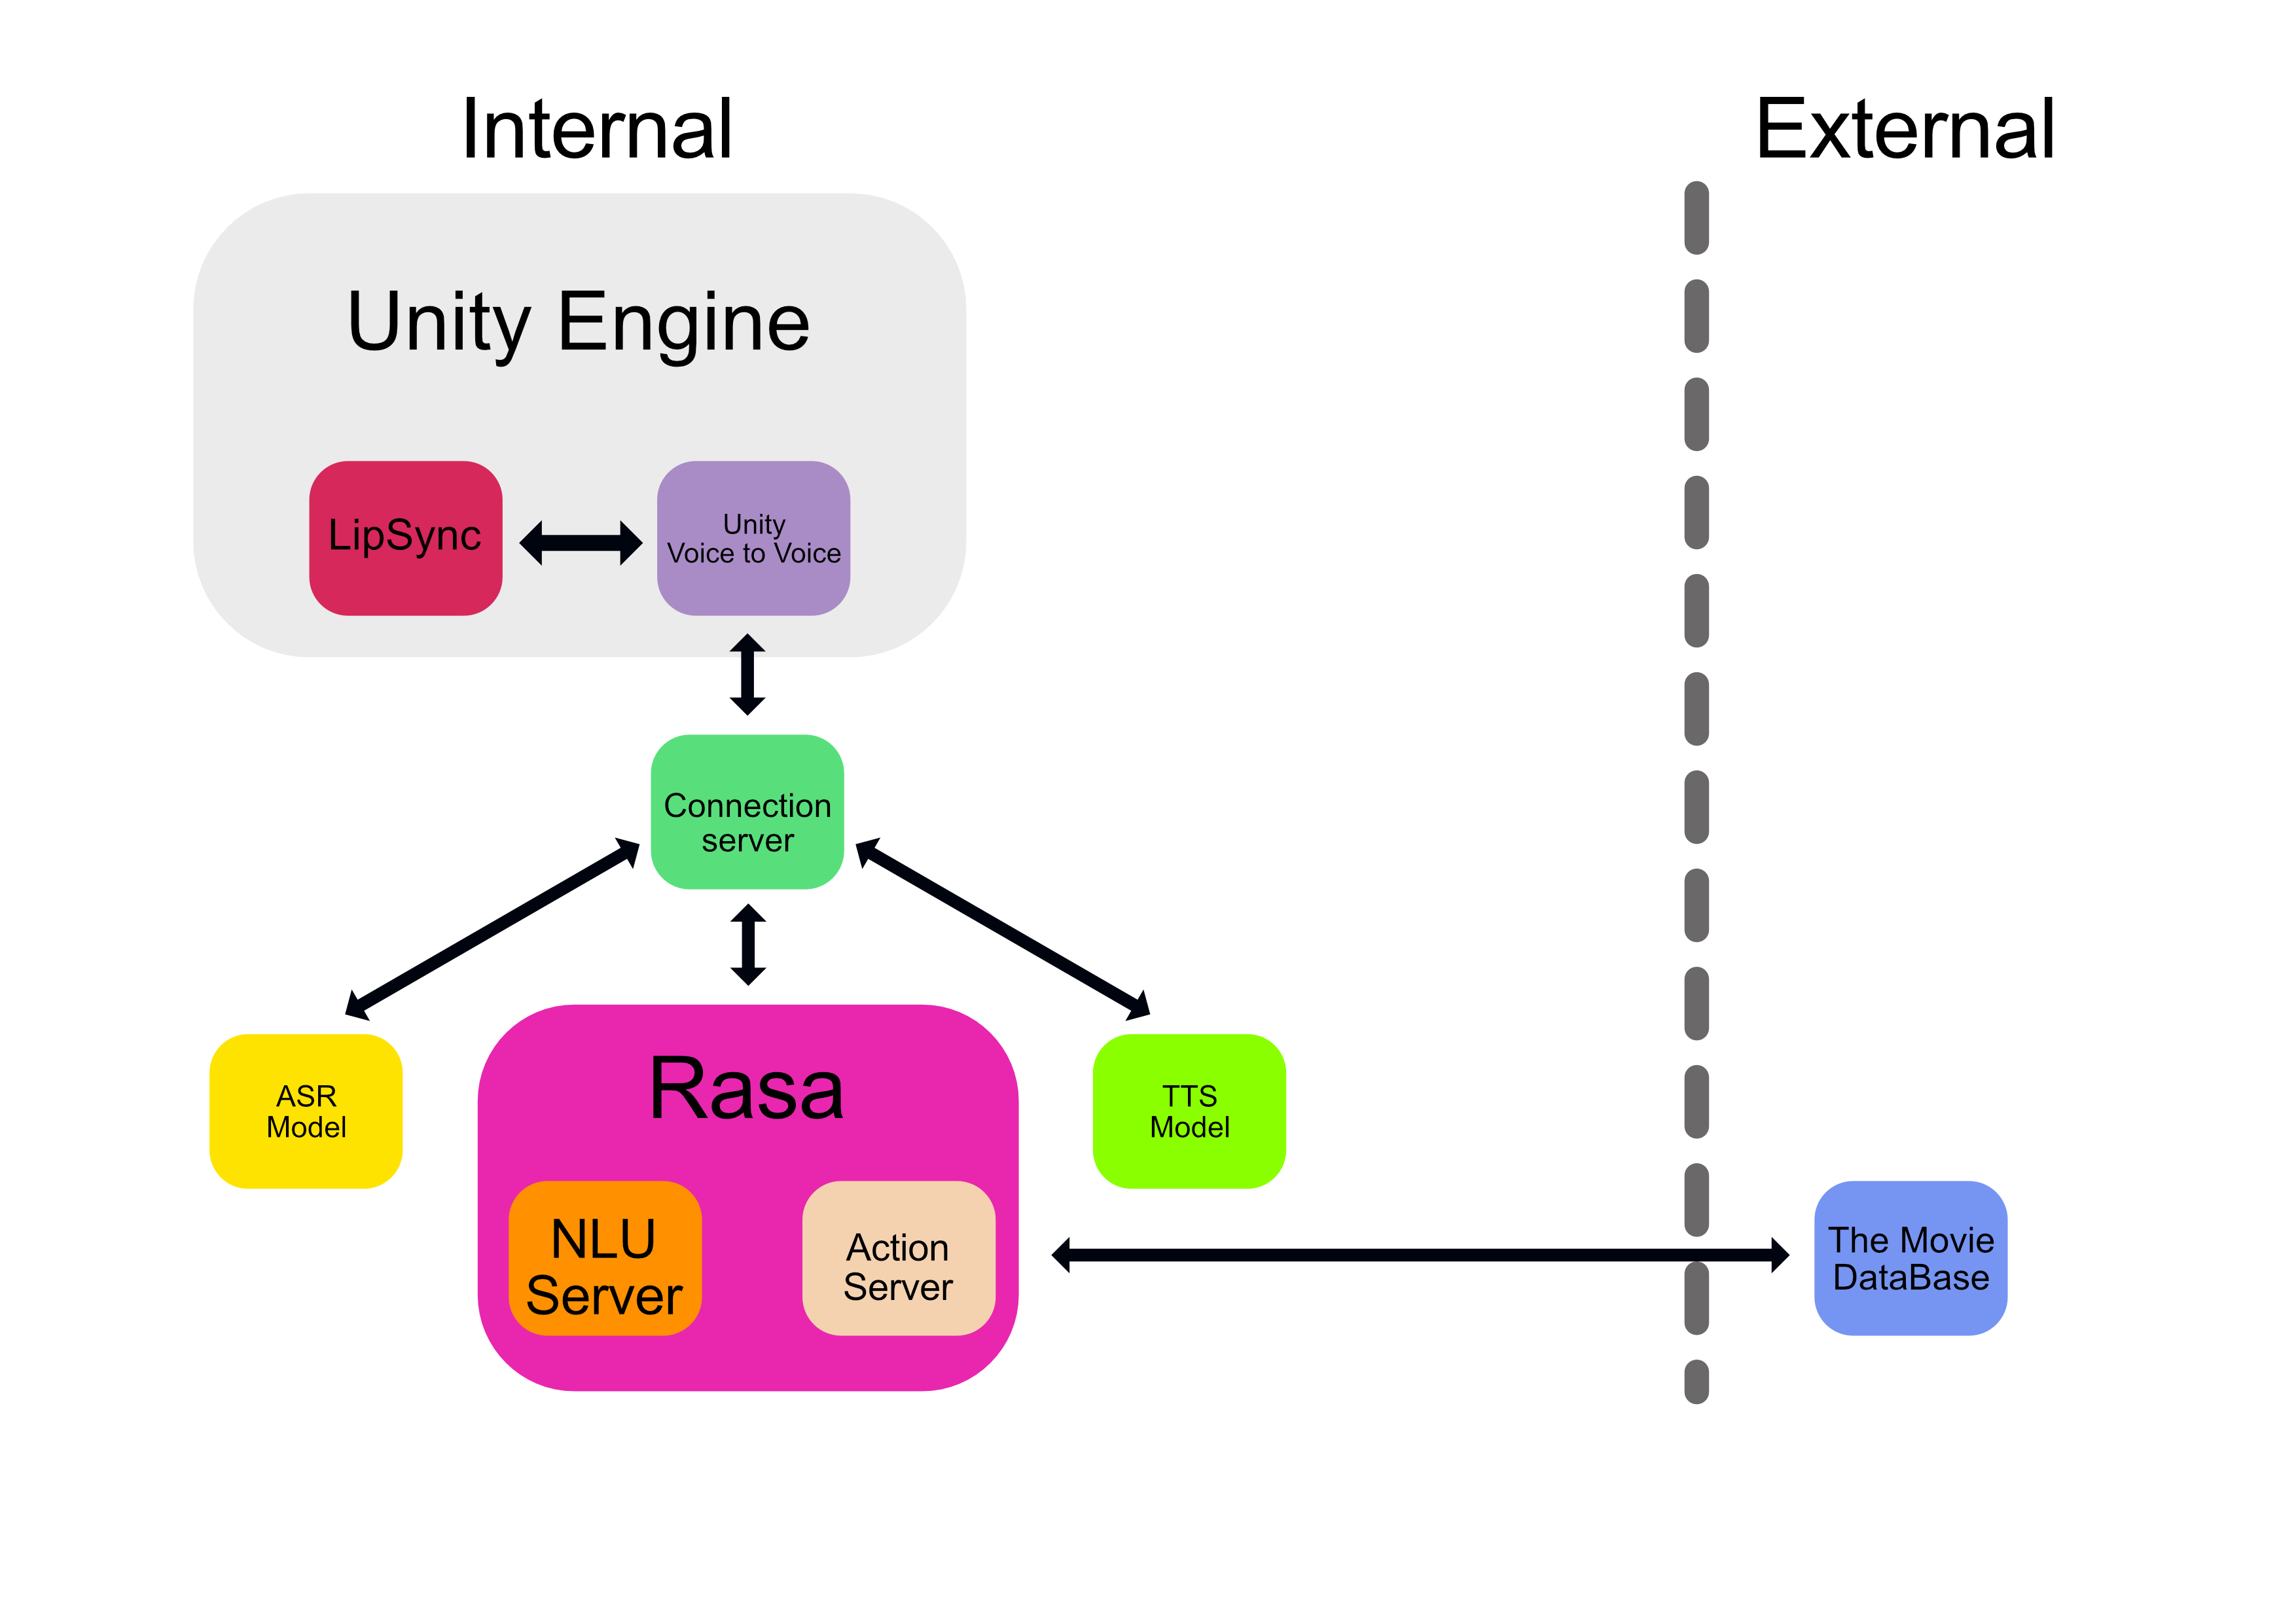 Internal
External
Unity Engine
LipSync
Unity
Voice to Voice
Connection
server
ASR
Model
Rasa
TTS
Model
NLU
Server
Action
Server
The Movie
DataBase